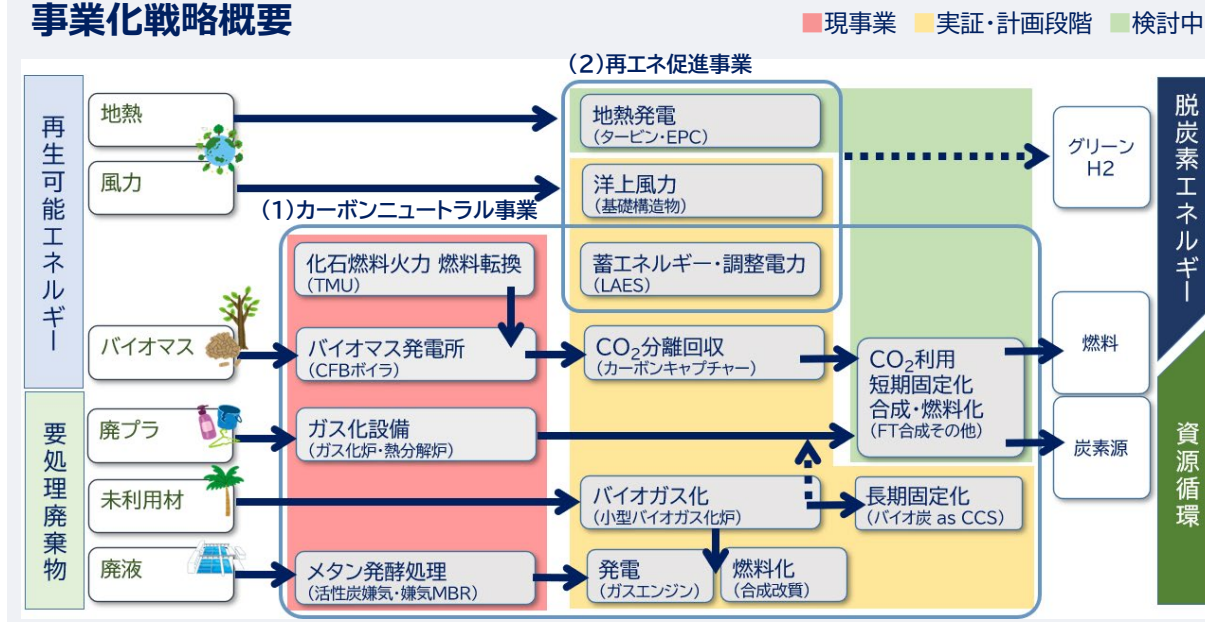 事業化戦略概要
現事業 実証・計画段階 検討中
(2)再エネ促進事業
再生可能エネルギー
地熱
風力
バイオマス
要処理廃棄物
廃プラ
未利用材
廃液
(1)カーボンニュートラル事業
化石燃料火力 燃料転換
(TMU)
バイオマス発電所
(CFBボイラ)
ガス化設備
(ガス化炉・熱分解炉)
メタン発酵処理
(活性炭嫌気・嫌気MBR)
地熱発電
(タービン・EPC)
洋上風力
(基礎構造物)
蓄エネルギー・調整電力
(LAES)
CO₂分離回収
(カーボンキャプチャー)
バイオガス化
(小型バイオガス化炉)
発電
(ガスエンジン)
燃料化
(合成改質)
CO₂利用
短期固定化
合成・燃料化
(FT合成その他)
長期固定化
(バイオ炭 as CCS)
グリーン
H2
燃料
炭素源
脱炭素エネルギー
資源循環